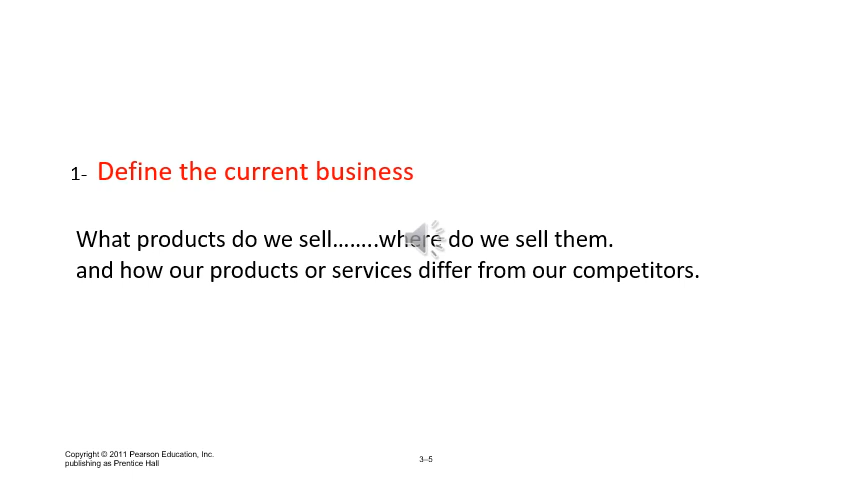 1- Define the current business
What products do we sell........where do we sell them.
and how our products or services differ from our competitors.
Copyright © 2011 Pearson Education, Inc.
publishing as Prentice Hall
3–5